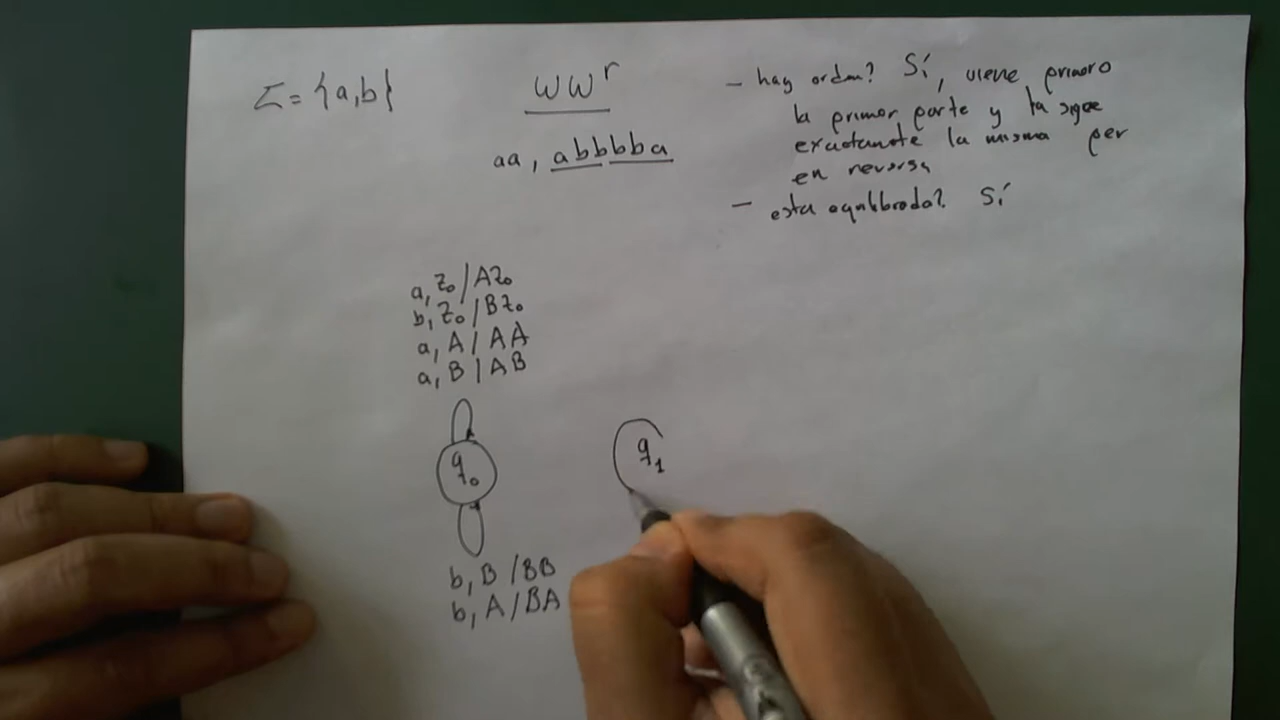 Σ = {a,b}
wwʳ
aa, abbbba
- hay orden? Sí, viene primero
la primer parte y la sigue
exactamente la misma per
en reversa
- esta equilibrado? Sí
a, z₀ / Az₀
b, z₀ / Bz₀
a, A / AA
a, B / AB
q₀
q₁
b, B / BB
b, A / BA